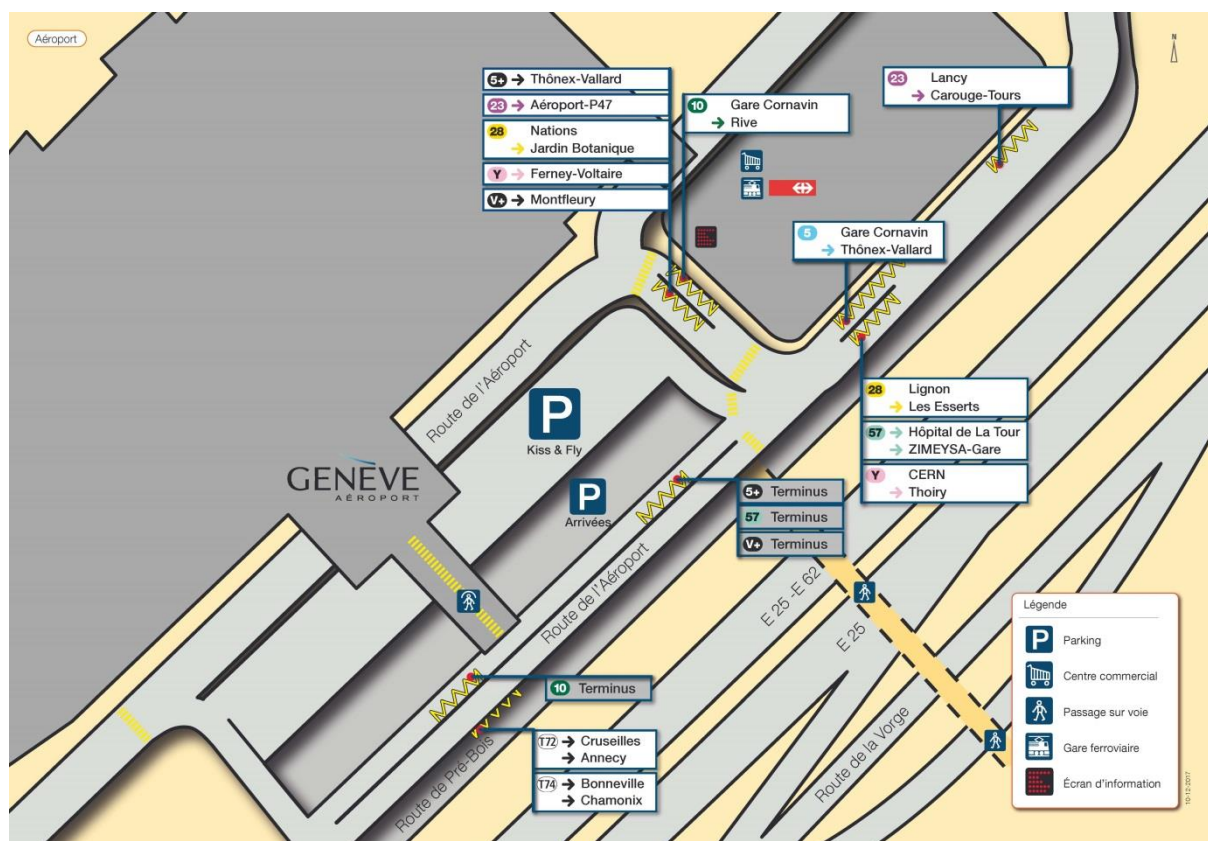 Aéroport
N
5+ → Thônex-Vallard
23 → Aéroport-P47
28 Nations
→ Jardin Botanique
Y → Ferney-Voltaire
V+ → Montfleury
10 Gare Cornavin
→ Rive
23 Lancy
→ Carouge-Tours
5 Gare Cornavin
→ Thônex-Vallard
28 Lignon
→ Les Esserts
57 → Hôpital de La Tour
→ ZIMEYSA-Gare
Y CERN
→ Thoiry
Route de l'Aéroport
P
Kiss & Fly
GENÈVE
AÉROPORT
P
Arrivées
5+ Terminus
57 Terminus
V+ Terminus
Route de l'Aéroport
E 25 -E 62
E 25
10 Terminus
T72 → Cruseilles
→ Annecy
T74 → Bonneville
→ Chamonix
Route de Pré-Bois
Route de la Vorge
Légende
P Parking
Centre commercial
Passage sur voie
Gare ferroviaire
Écran d'information
10-12-2017